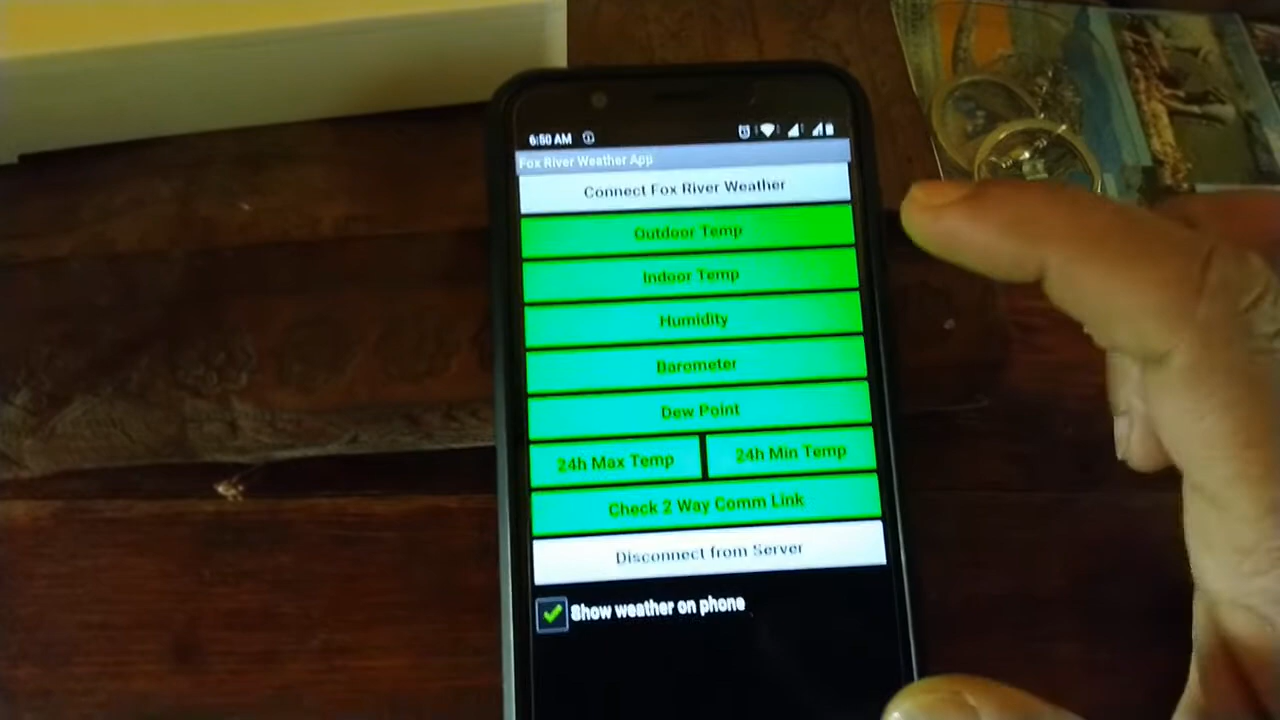 6:50 AM
Fox River Weather App
Connect Fox River Weather
Outdoor Temp
Indoor Temp
Humidity
Barometer
Dew Point
24h Max Temp 24h Min Temp
Check 2 Way Comm Link
Disconnect from Server
Show weather on phone